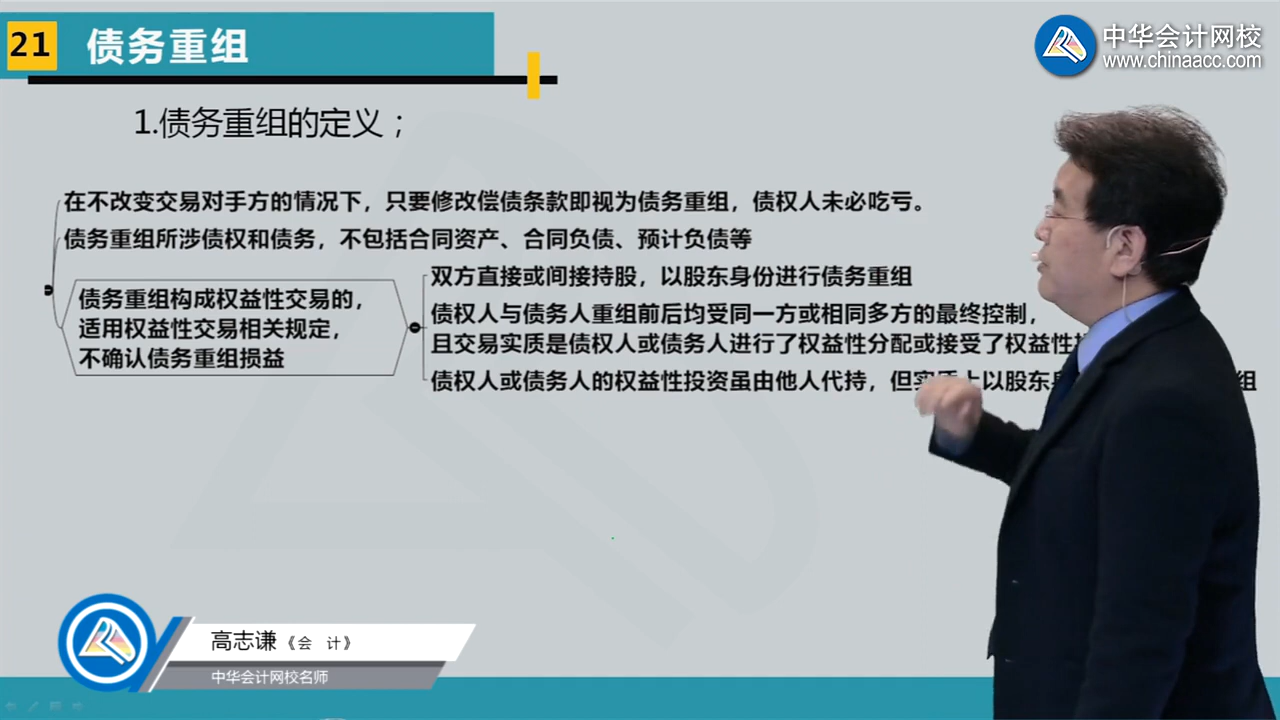 21 债务重组
中华会计网校
www.chinaacc.com
1.债务重组的定义；
在不改变交易对手方的情况下，只要修改偿债条款即视为债务重组，债权人未必吃亏。
债务重组所涉债权和债务，不包括合同资产、合同负债、预计负债等
债务重组构成权益性交易的，
适用权益性交易相关规定，
不确认债务重组损益
双方直接或间接持股，以股东身份进行债务重组
债权人与债务人重组前后均受同一方或相同多方的最终控制，
且交易实质是债权人或债务人进行了权益性分配或接受了权益性
债权人或债务人的权益性投资虽由他人代持，但实质上以股东 组
高志谦《会 计》
中华会计网校名师